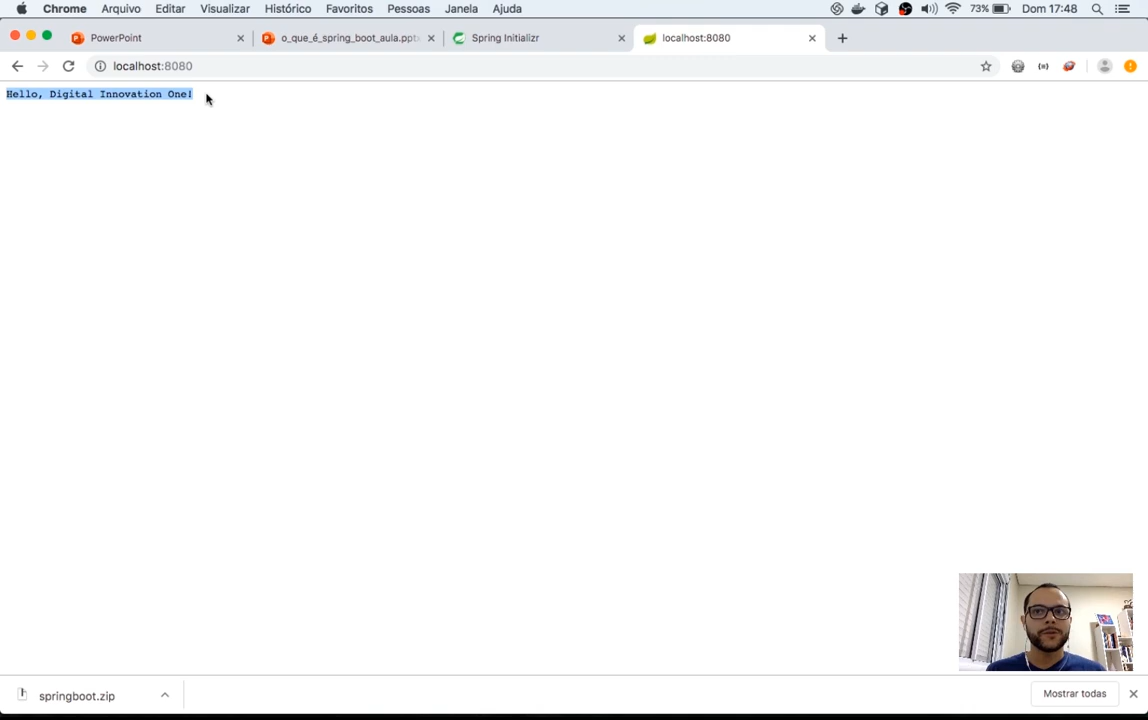 Chrome Arquivo Editar Visualizar Histórico Favoritos Pessoas Janela Ajuda 73% Dom 17:48
PowerPoint o_que_é_spring_boot_aula.ppt Spring Initializr localhost:8080
localhost:8080
Hello, Digital Innovation One!
springboot.zip Mostrar todas